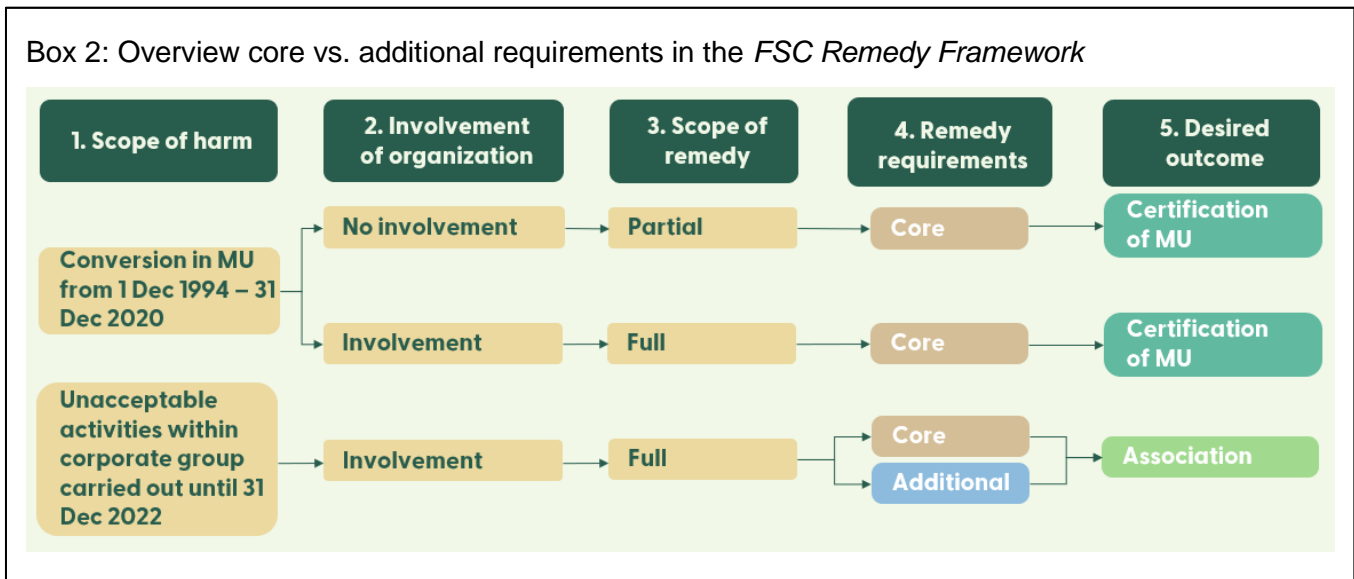 Box 2: Overview core vs. additional requirements in the FSC Remedy Framework
1. Scope of harm
2. Involvement
of organization
3. Scope of
remedy
4. Remedy
requirements
5. Desired
outcome
Conversion in MU
from 1 Dec 1994 – 31
Dec 2020
No involvement
Partial
Core
Certification
of MU
Involvement
Full
Core
Certification
of MU
Unacceptable
activities within
corporate group
carried out until 31
Dec 2022
Involvement
Full
Core
Additional
Association